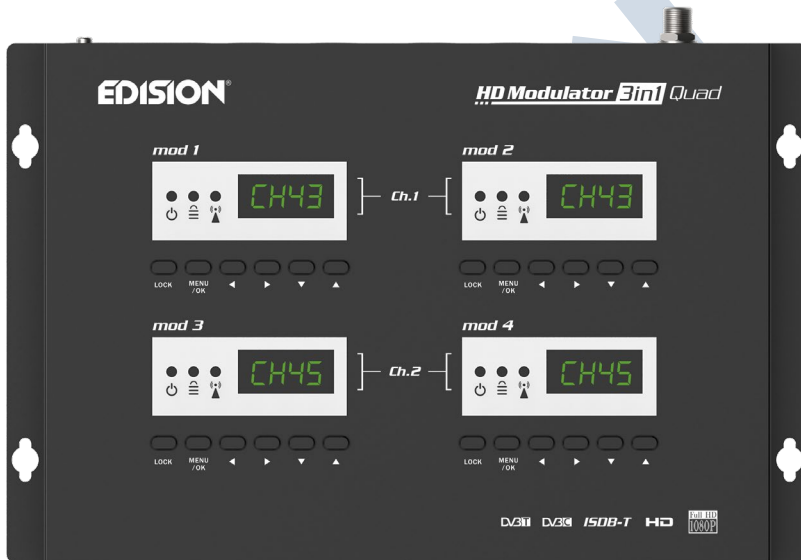 EDISION®
HD Modulator 3in1 Quad
mod 1
mod 2
CH43
Ch.1
CH43
LOCK MENU /OK
LOCK MENU /OK
mod 3
mod 4
CH45
Ch.2
CH45
LOCK MENU /OK
LOCK MENU /OK
DVB T DVB C ISDB-T HD Full HD 1080P